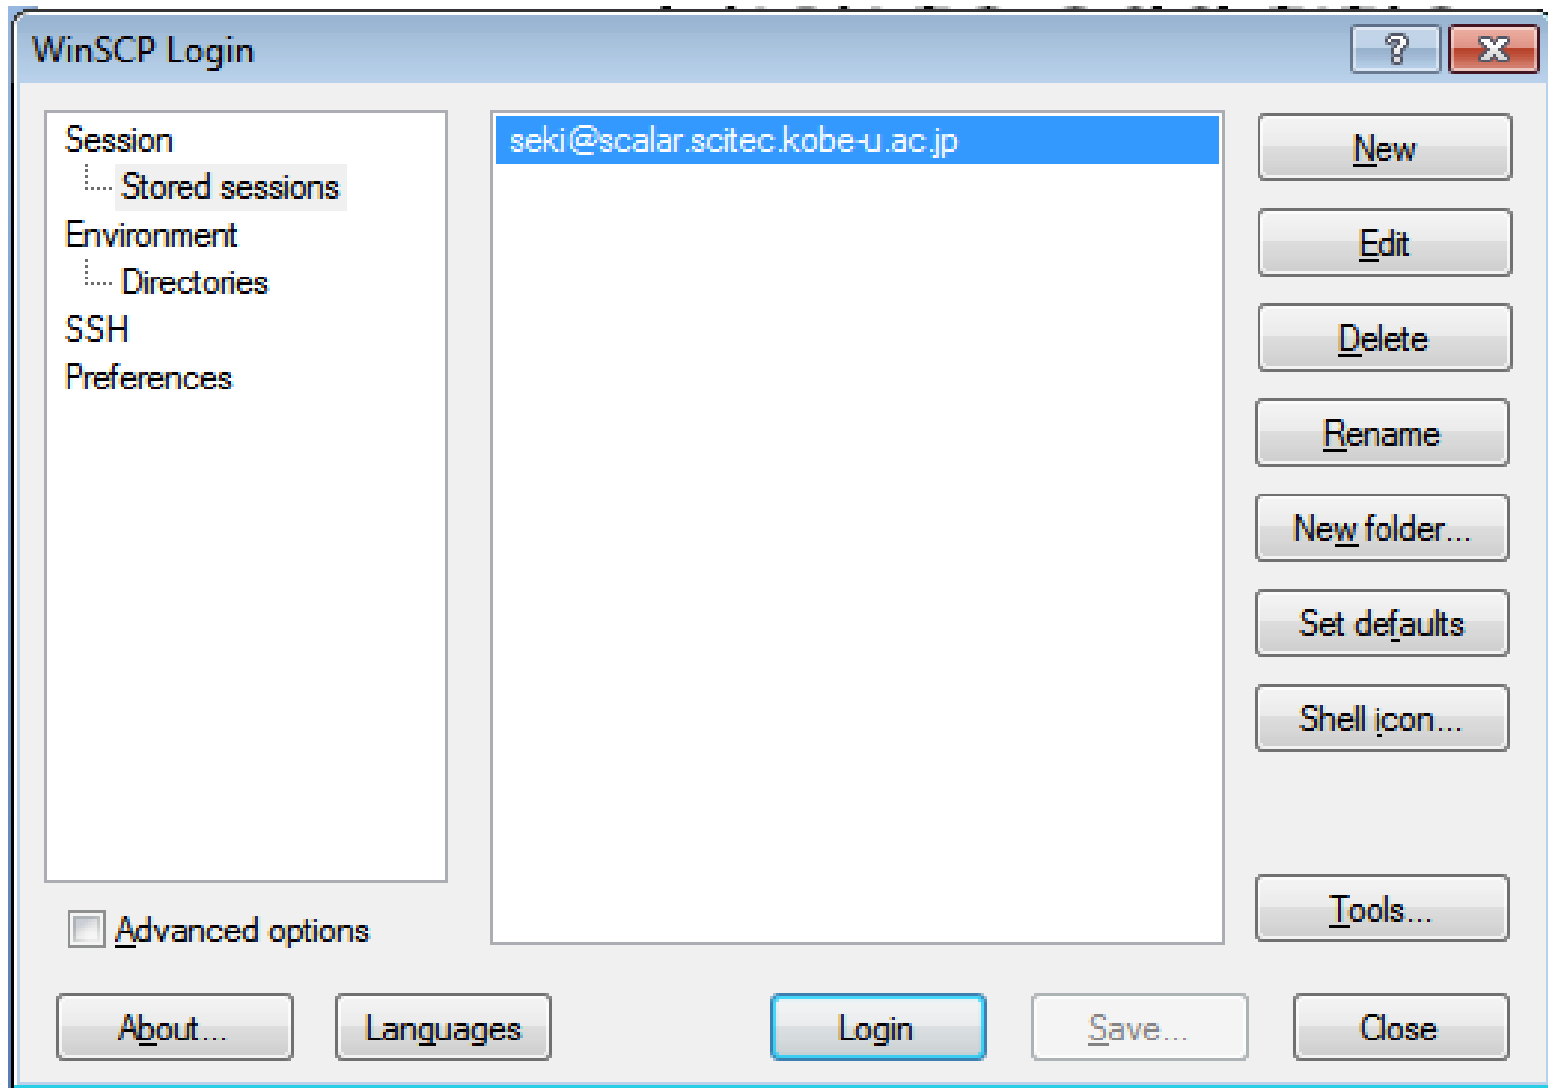 WinSCP Login
Session
Stored sessions
Environment
Directories
SSH
Preferences
Advanced options
seki@scalar.scitec.kobe-u.ac.jp
New
Edit
Delete
Rename
New folder...
Set defaults
Shell icon...
Tools...
About...
Languages
Login
Save...
Close